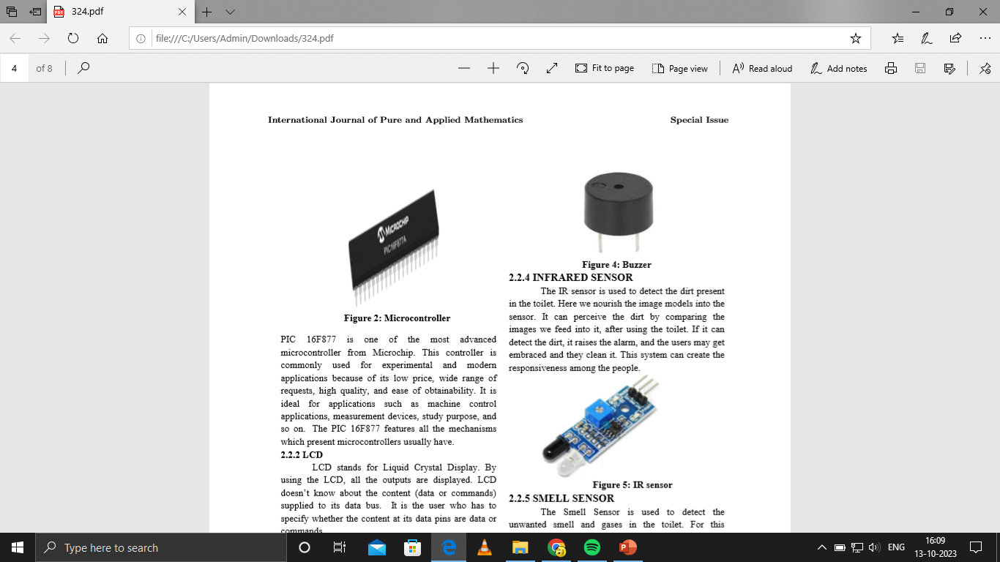 324.pdf
file:///C:/Users/Admin/Downloads/324.pdf
4 of 8
Fit to page
Page view
Read aloud
Add notes
International Journal of Pure and Applied Mathematics
Special Issue
MICROCHIP
PIC16F877A
Figure 2: Microcontroller
PIC 16F877 is one of the most advanced
microcontroller from Microchip. This controller is
commonly used for experimental and modern
applications because of its low price, wide range of
requests, high quality, and ease of obtainability. It is
ideal for applications such as machine control
applications, measurement devices, study purpose, and
so on. The PIC 16F877 features all the mechanisms
which present microcontrollers usually have.
2.2.2 LCD
LCD stands for Liquid Crystal Display. By
using the LCD, all the outputs are displayed. LCD
doesn't know about the content (data or commands)
supplied to its data bus. It is the user who has to
specify whether the content at its data pins are data or
commands.
Figure 4: Buzzer
2.2.4 INFRARED SENSOR
The IR sensor is used to detect the dirt present
in the toilet. Here we nourish the image models into the
sensor. It can perceive the dirt by comparing the
images we feed into it, after using the toilet. If it can
detect the dirt, it raises the alarm, and the users may get
embraced and they clean it. This system can create the
responsiveness among the people.
Figure 5: IR sensor
2.2.5 SMELL SENSOR
The Smell Sensor is used to detect the
unwanted smell and gases in the toilet. For this
Type here to search
ENG
16:09
13-10-2023